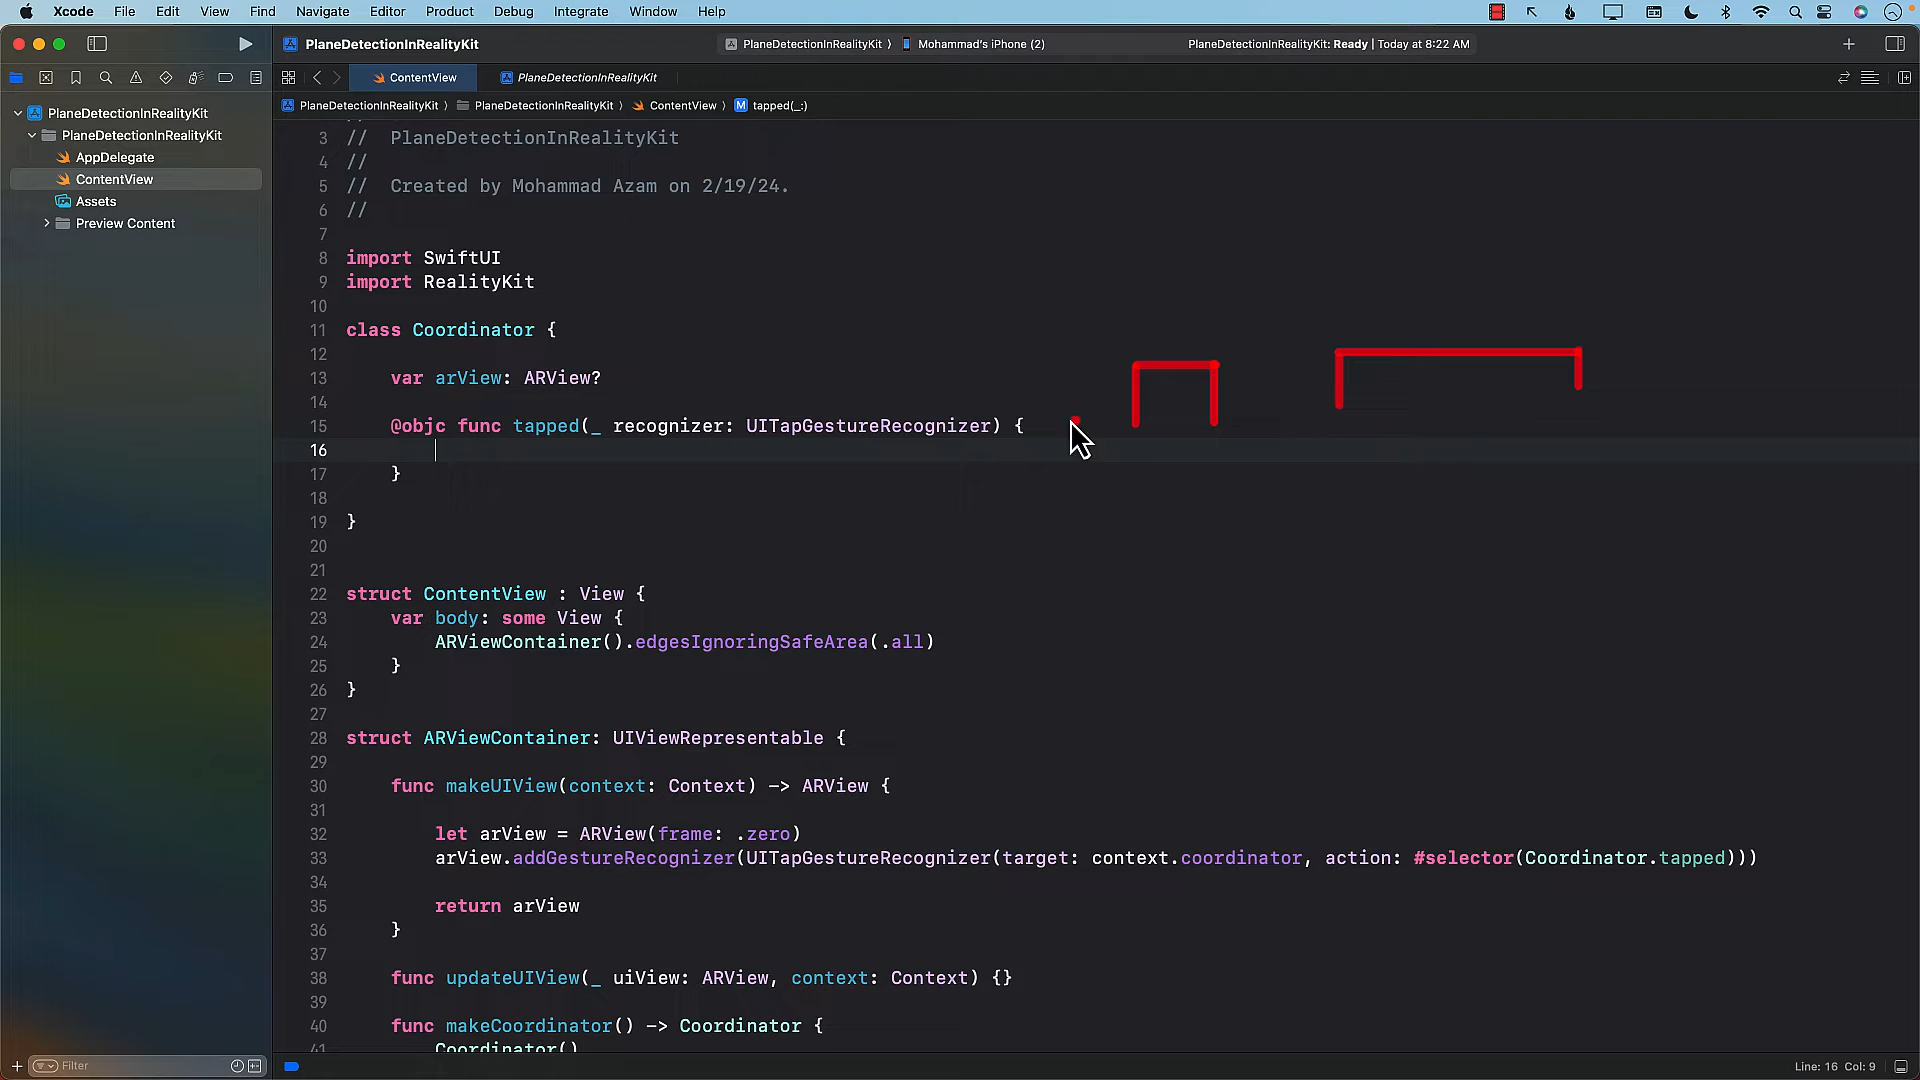 Xcode File Edit View Find Navigate Editor Product Debug Integrate Window Help
PlaneDetectionInRealityKit
PlaneDetectionInRealityKit 〉 Mohammad's iPhone (2)
PlaneDetectionInRealityKit: Ready | Today at 8:22 AM
ContentView
PlaneDetectionInRealityKit
PlaneDetectionInRealityKit 〉 PlaneDetectionInRealityKit 〉 ContentView 〉 M tapped(_:)
PlaneDetectionInRealityKit
PlaneDetectionInRealityKit
AppDelegate
ContentView
Assets
Preview Content
3 //  PlaneDetectionInRealityKit
4 //
5 //  Created by Mohammad Azam on 2/19/24.
6 //
7
8 import SwiftUI
9 import RealityKit
10
11 class Coordinator {
12
13     var arView: ARView?
14
15     @objc func tapped(_ recognizer: UITapGestureRecognizer) {
16
17     }
18
19 }
20
21
22 struct ContentView : View {
23     var body: some View {
24         ARViewContainer().edgesIgnoringSafeArea(.all)
25     }
26 }
27
28 struct ARViewContainer: UIViewRepresentable {
29
30     func makeUIView(context: Context) -> ARView {
31
32         let arView = ARView(frame: .zero)
33         arView.addGestureRecognizer(UITapGestureRecognizer(target: context.coordinator, action: #selector(Coordinator.tapped)))
34
35         return arView
36     }
37
38     func updateUIView(_ uiView: ARView, context: Context) {}
39
40     func makeCoordinator() -> Coordinator {
41         Coordinator()
Filter
Line: 16 Col: 9